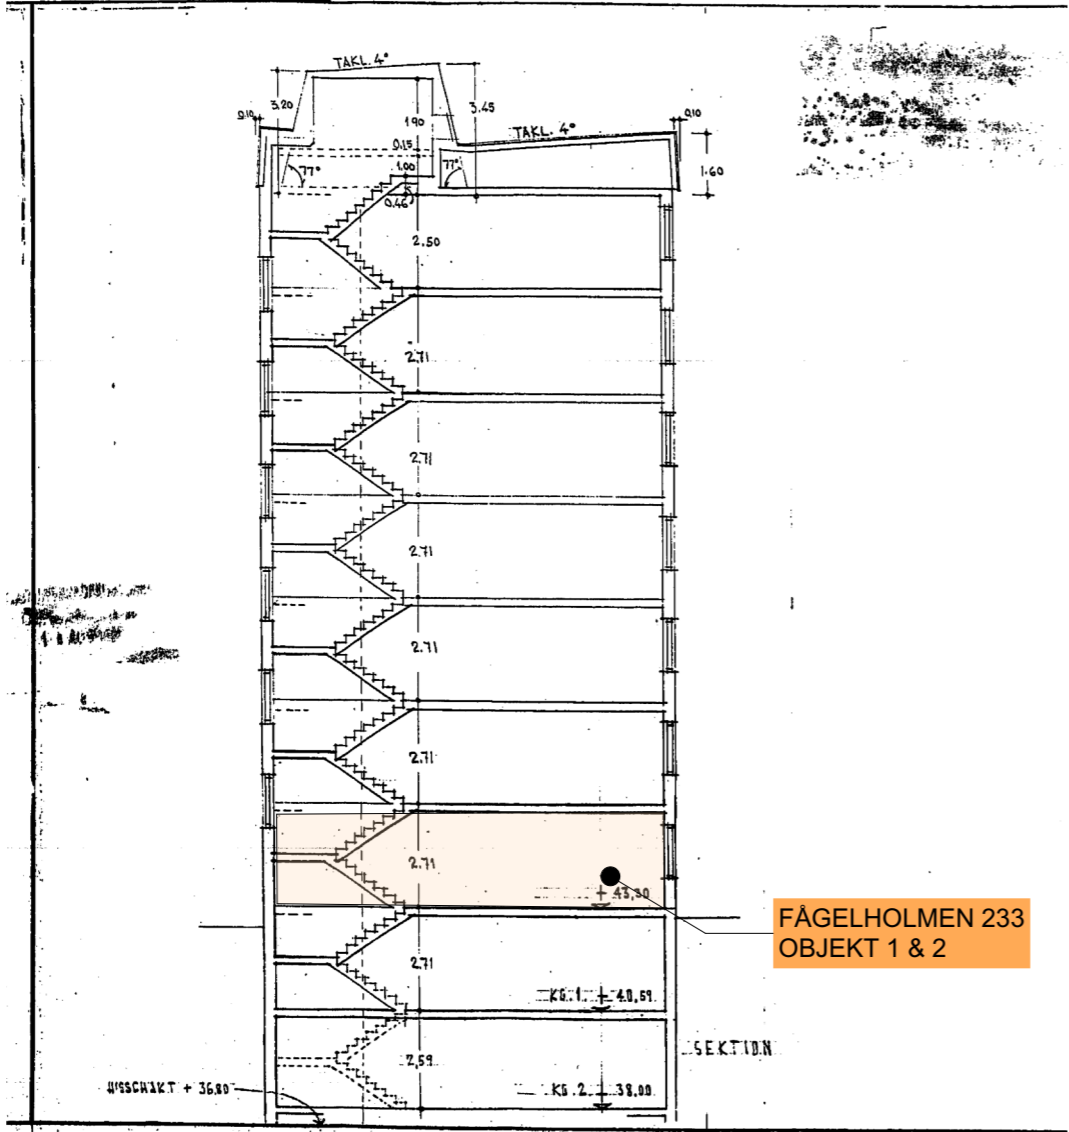 TAKL. 4°
3.20
3.45
0.10
1.90
TAKL. 4°
0.10
0.15
77°
1.00
77°
1.60
0.46
2.50
2.71
2.71
2.71
2.71
2.71
2.71
+ 43,30
FÅGELHOLMEN 233
OBJEKT 1 & 2
2.71
KG. 1. + 40,59
SEKTION
2,59
HISSCHAKT + 36.80
KG. 2. + 38,00